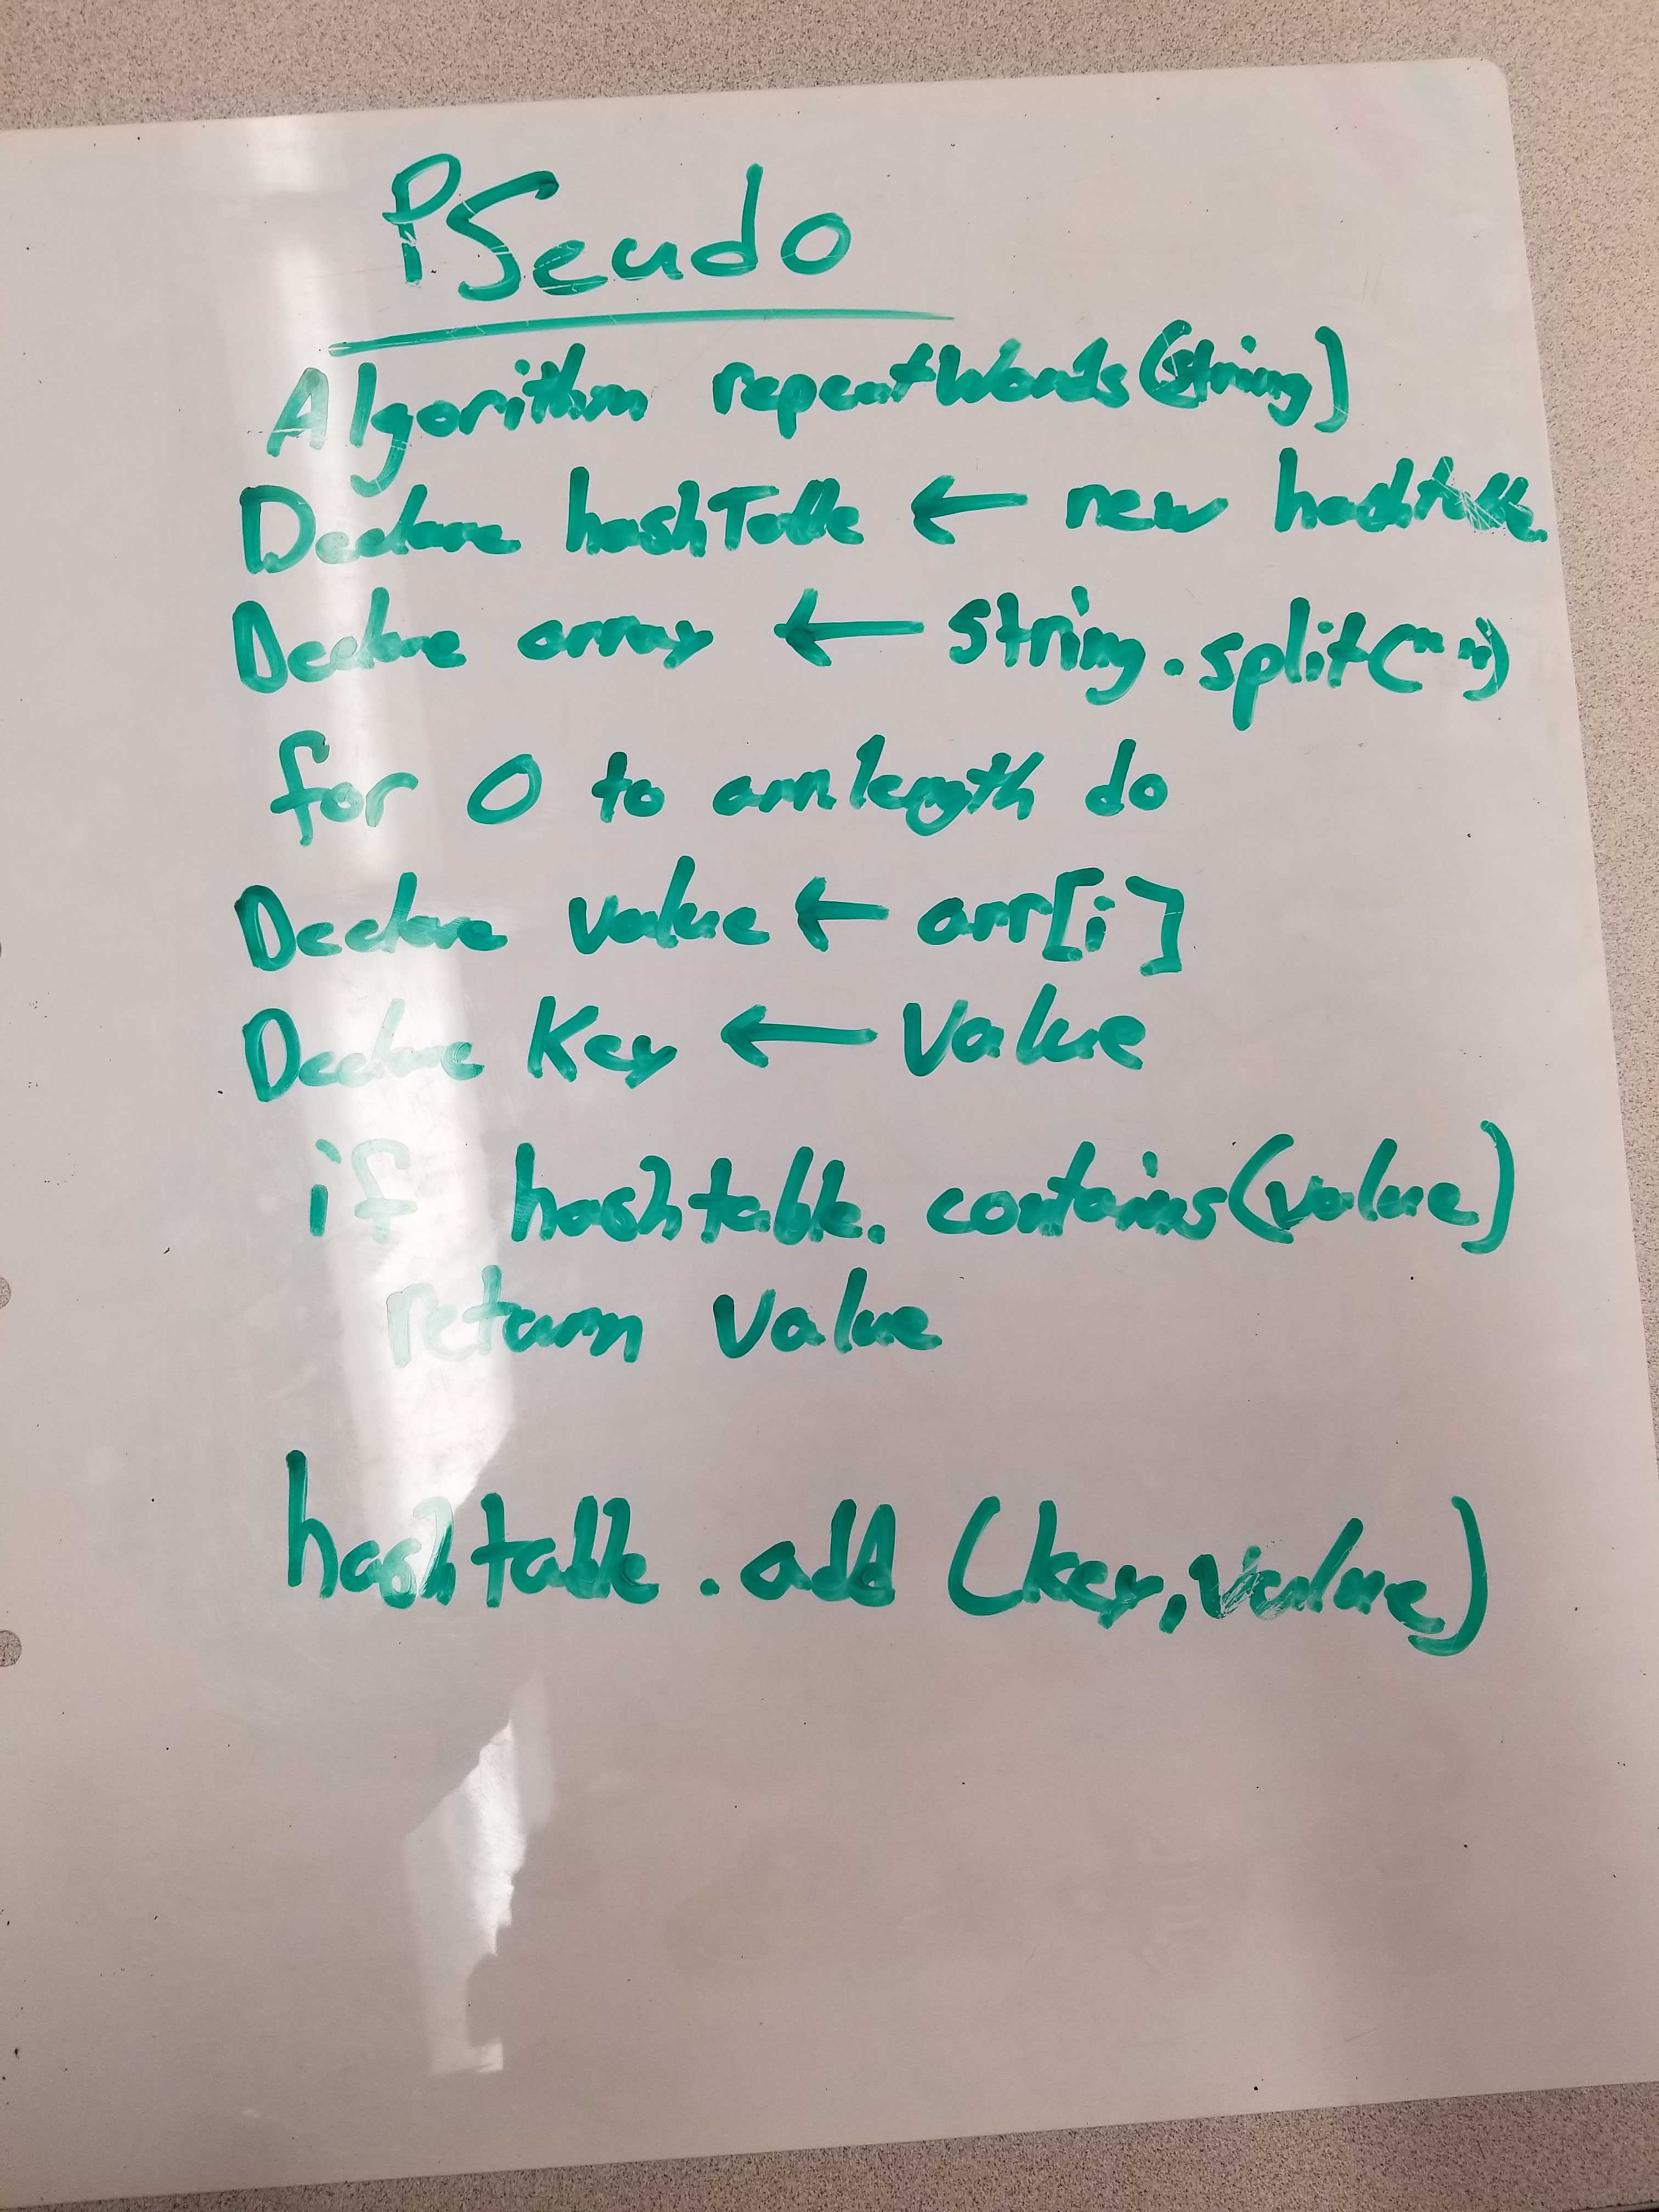 PSeudo
Algorithm repeatWords(string)
Declare hashTable ← new hashtable.
Declare array ← string.split(" ")
for 0 to arr.length do
Declare value ← arr[i]
Declare Key ← Value
if hashtable. contains(value)
return value
hashtable . add (key, value)